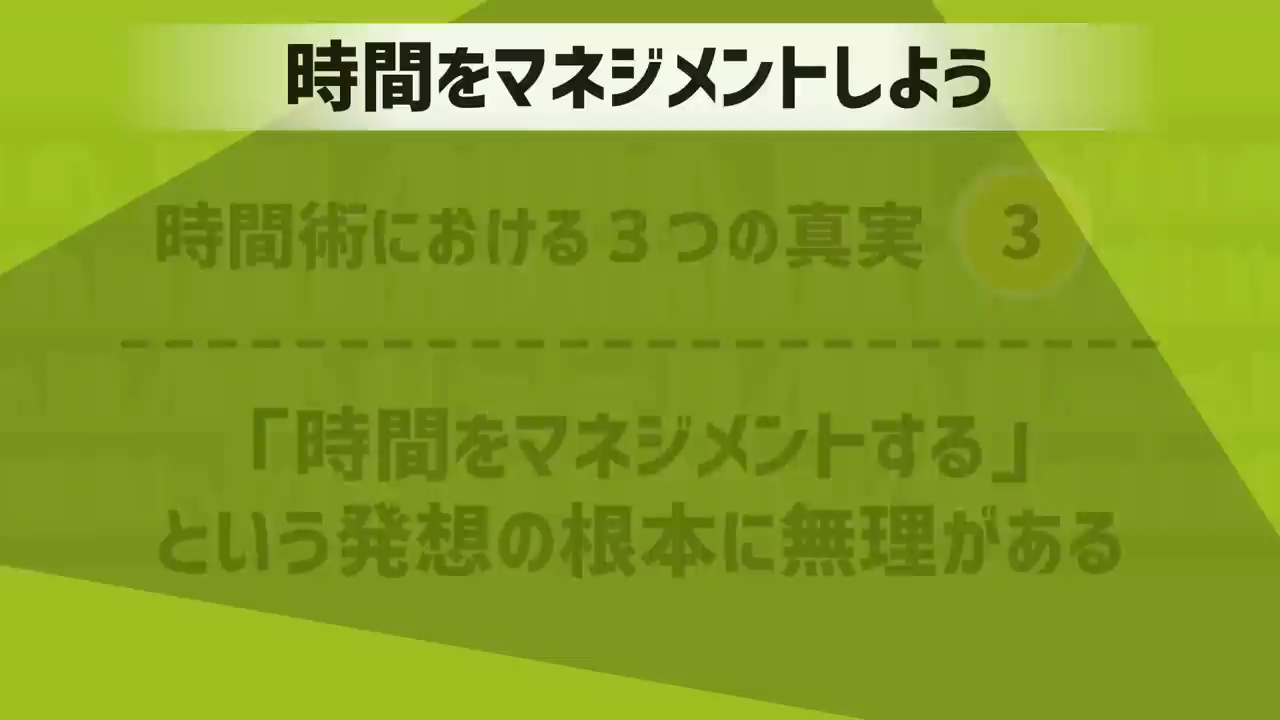 時間をマネジメントしよう
時間術における３つの真実 3
「時間をマネジメントする」
という発想の根本に無理がある